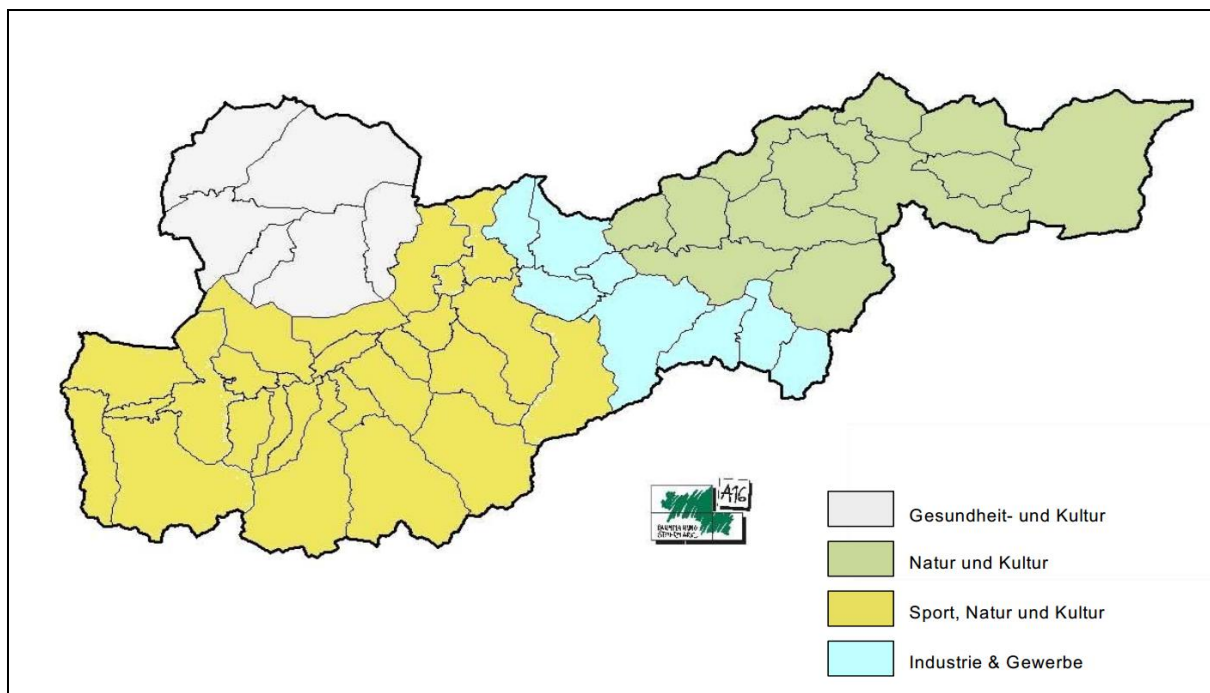 A16
Gesundheit- und Kultur
Natur und Kultur
Sport, Natur und Kultur
Industrie & Gewerbe